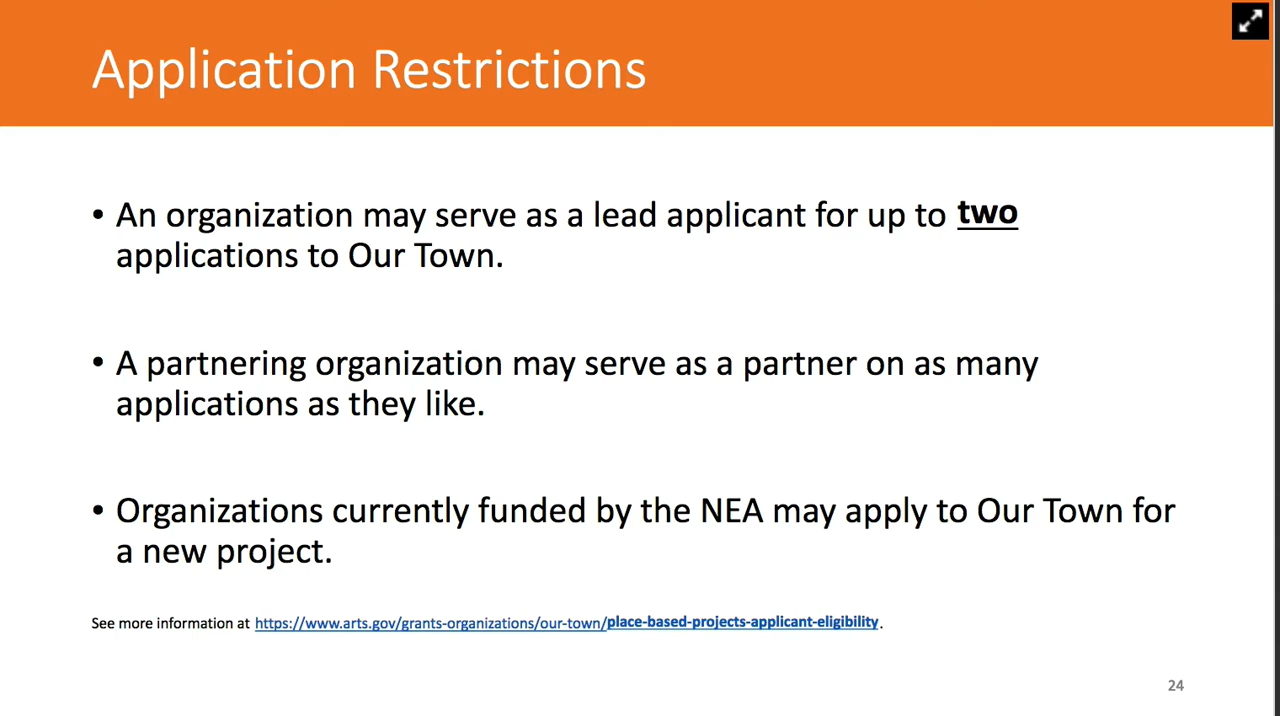 Application Restrictions
• An organization may serve as a lead applicant for up to two
applications to Our Town.
• A partnering organization may serve as a partner on as many
applications as they like.
• Organizations currently funded by the NEA may apply to Our Town for
a new project.
See more information at https://www.arts.gov/grants-organizations/our-town/place-based-projects-applicant-eligibility.
24